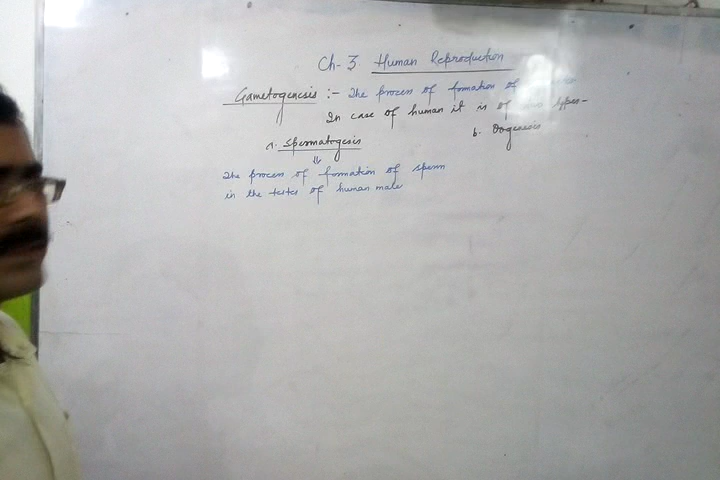 Ch- 3. Human Reproduction
Gametogenesis :- The process of formation of
In case of human it is of types-
a. Spermatogesis
b. Oogenesis
⇓
The process of formation of sperm
in the testes of human male